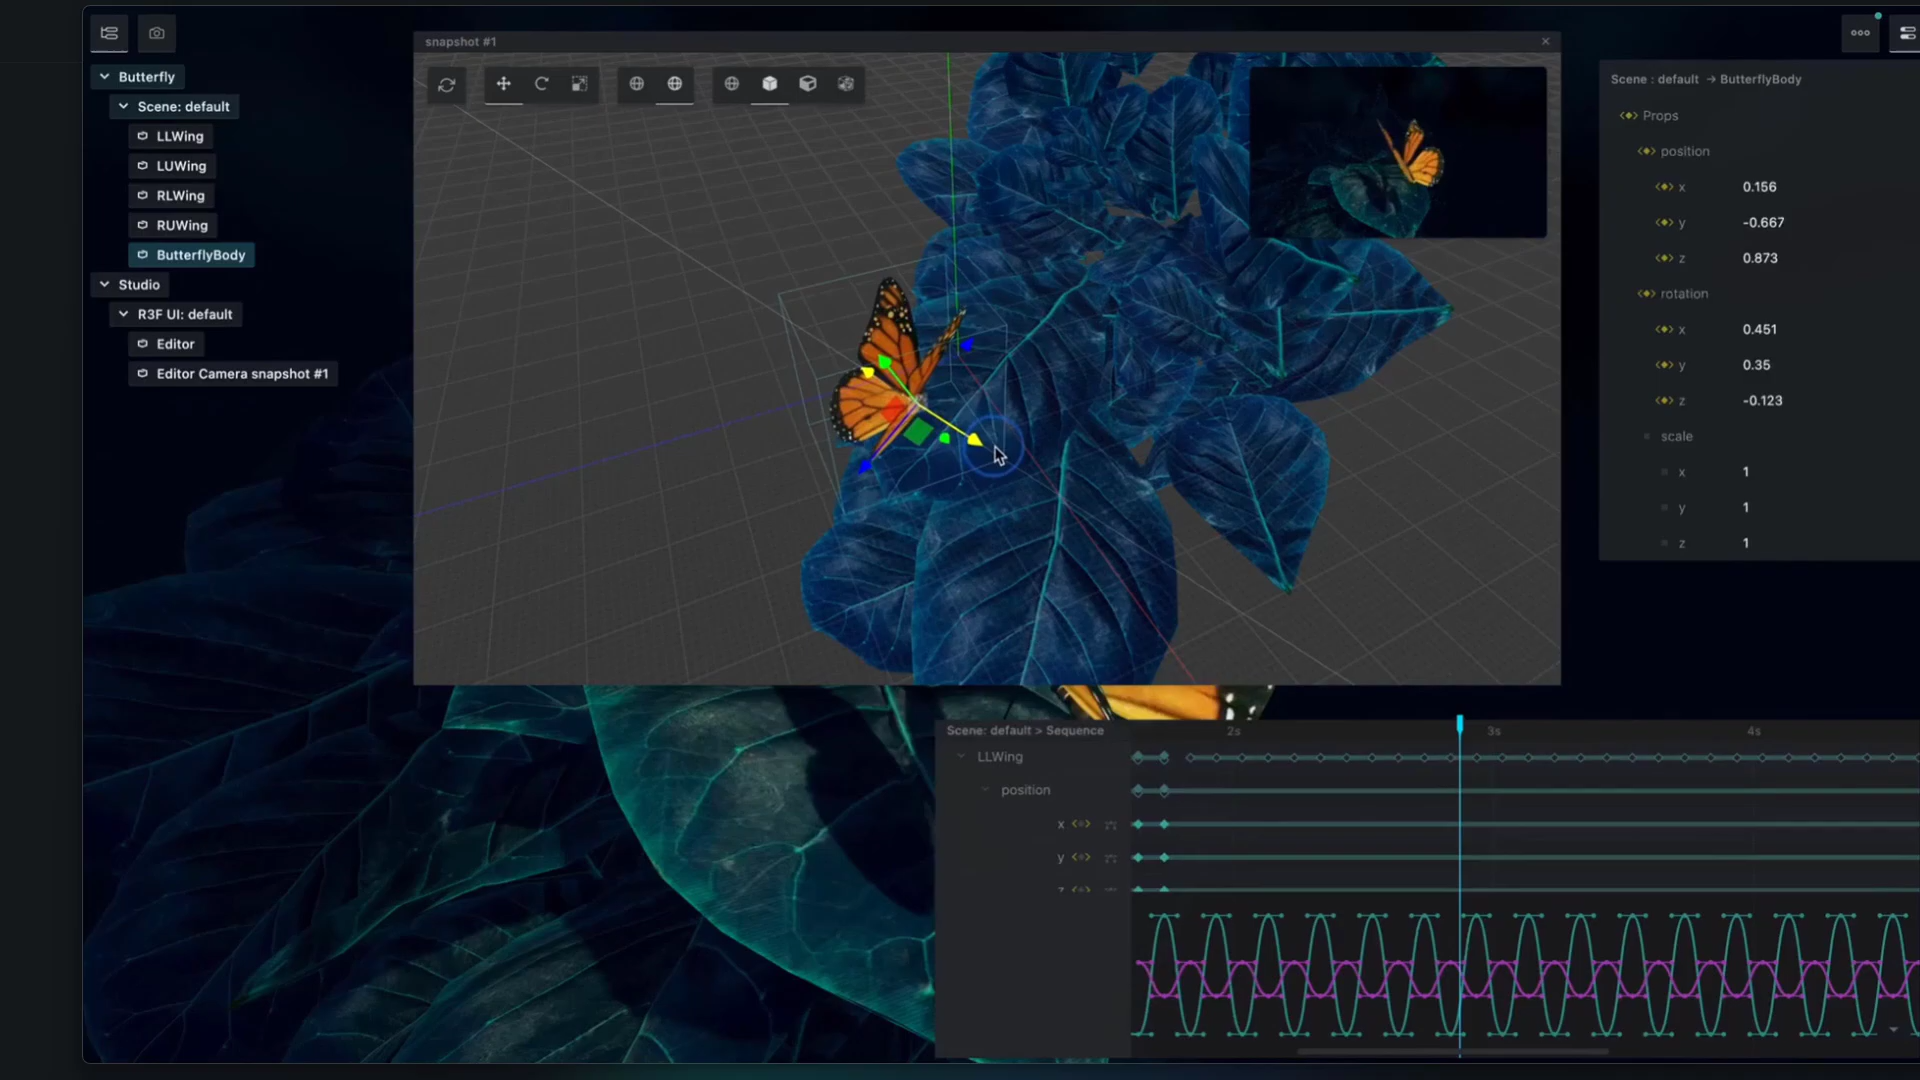 snapshot #1
Butterfly
Scene: default
LLWing
LUWing
RLWing
RUWing
ButterflyBody
Studio
R3F UI: default
Editor
Editor Camera snapshot #1
Scene : default → ButterflyBody
Props
position
x 0.156
y -0.667
z 0.873
rotation
x 0.451
y 0.35
z -0.123
scale
x 1
y 1
z 1
Scene: default > Sequence
2s 3s 4s
LLWing
position
x
y
z